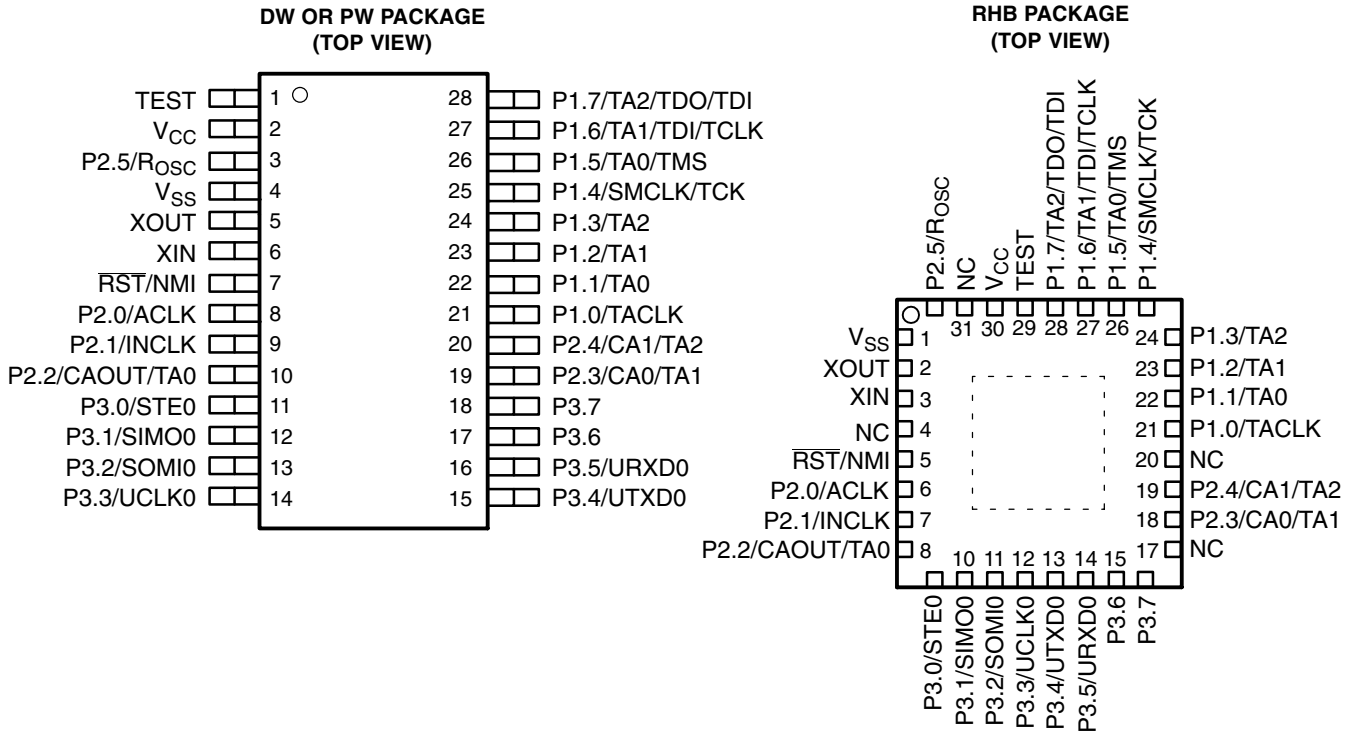 DW OR PW PACKAGE
(TOP VIEW)
TEST 1 28 P1.7/TA2/TDO/TDI
VCC 2 27 P1.6/TA1/TDI/TCLK
P2.5/ROSC 3 26 P1.5/TA0/TMS
VSS 4 25 P1.4/SMCLK/TCK
XOUT 5 24 P1.3/TA2
XIN 6 23 P1.2/TA1
R̅S̅T̅/NMI 7 22 P1.1/TA0
P2.0/ACLK 8 21 P1.0/TACLK
P2.1/INCLK 9 20 P2.4/CA1/TA2
P2.2/CAOUT/TA0 10 19 P2.3/CA0/TA1
P3.0/STE0 11 18 P3.7
P3.1/SIMO0 12 17 P3.6
P3.2/SOMI0 13 16 P3.5/URXD0
P3.3/UCLK0 14 15 P3.4/UTXD0
RHB PACKAGE
(TOP VIEW)
P2.5/ROSC
NC
VCC
TEST
P1.7/TA2/TDO/TDI
P1.6/TA1/TDI/TCLK
P1.5/TA0/TMS
P1.4/SMCLK/TCK
31 30 29 28 27 26
VSS 1 24 P1.3/TA2
XOUT 2 23 P1.2/TA1
XIN 3 22 P1.1/TA0
NC 4 21 P1.0/TACLK
R̅S̅T̅/NMI 5 20 NC
P2.0/ACLK 6 19 P2.4/CA1/TA2
P2.1/INCLK 7 18 P2.3/CA0/TA1
P2.2/CAOUT/TA0 8 17 NC
10 11 12 13 14 15
P3.0/STE0
P3.1/SIMO0
P3.2/SOMI0
P3.3/UCLK0
P3.4/UTXD0
P3.5/URXD0
P3.6
P3.7